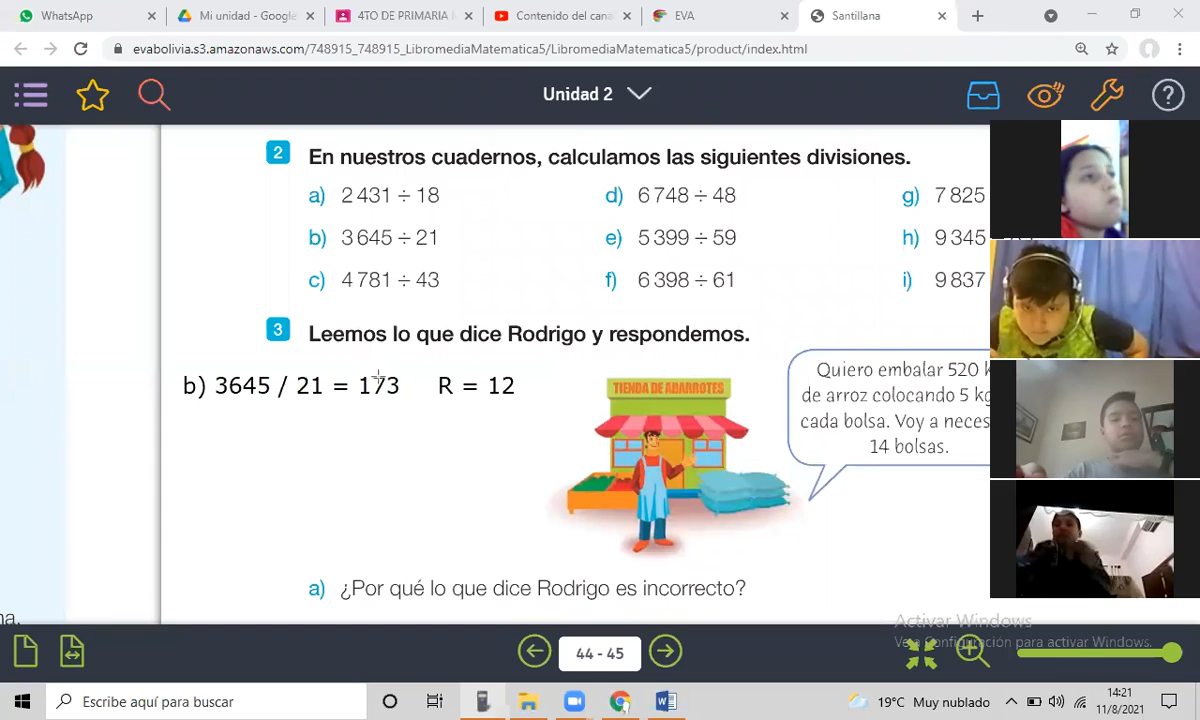 WhatsApp
Mi unidad - Google
4TO DE PRIMARIA
Contenido del cana
EVA
Santillana
evabolivia.s3.amazonaws.com/748915_748915_LibromediaMatematica5/LibromediaMatematica5/product/index.html
Unidad 2
2 En nuestros cuadernos, calculamos las siguientes divisiones.
a) 2 431 ÷ 18 d) 6 748 ÷ 48 g) 7 825
b) 3 645 ÷ 21 e) 5 399 ÷ 59 h) 9 345
c) 4 781 ÷ 43 f) 6 398 ÷ 61 i) 9 837
3 Leemos lo que dice Rodrigo y respondemos.
b) 3645 / 21 = 173 R = 12
TIENDA DE ABARROTES
Quiero embalar 520 k
de arroz colocando 5 kg
cada bolsa. Voy a neces
14 bolsas.
a) ¿Por qué lo que dice Rodrigo es incorrecto?
na.
Activar Windows
Ve a Configuración para activar Windows.
44 - 45
Escribe aquí para buscar
19°C Muy nublado
14:21
11/8/2021